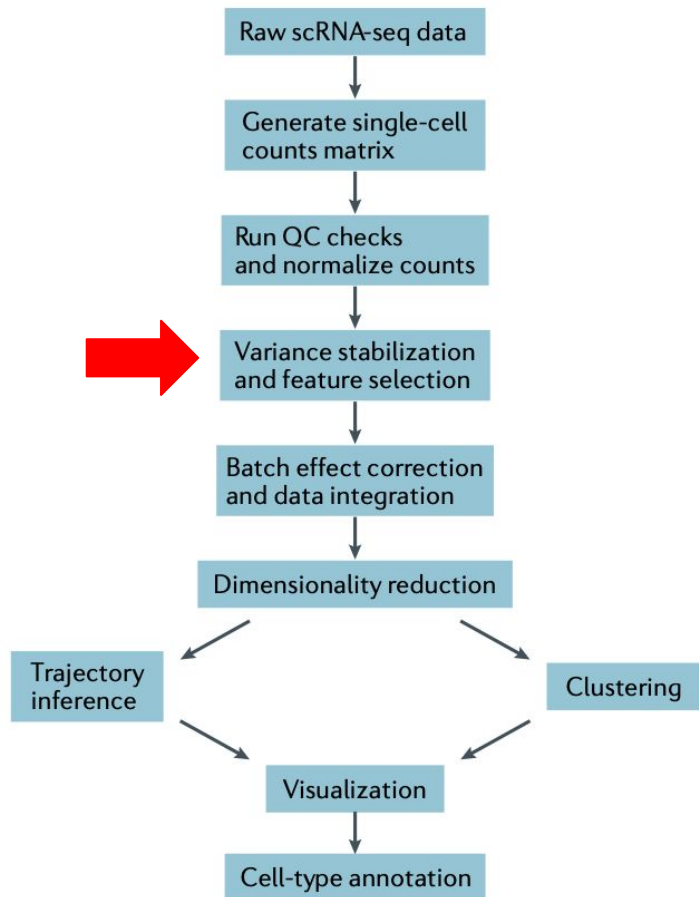 Raw scRNA-seq data
Generate single-cell
counts matrix
Run QC checks
and normalize counts
Variance stabilization
and feature selection
Batch effect correction
and data integration
Dimensionality reduction
Trajectory
inference
Clustering
Visualization
Cell-type annotation